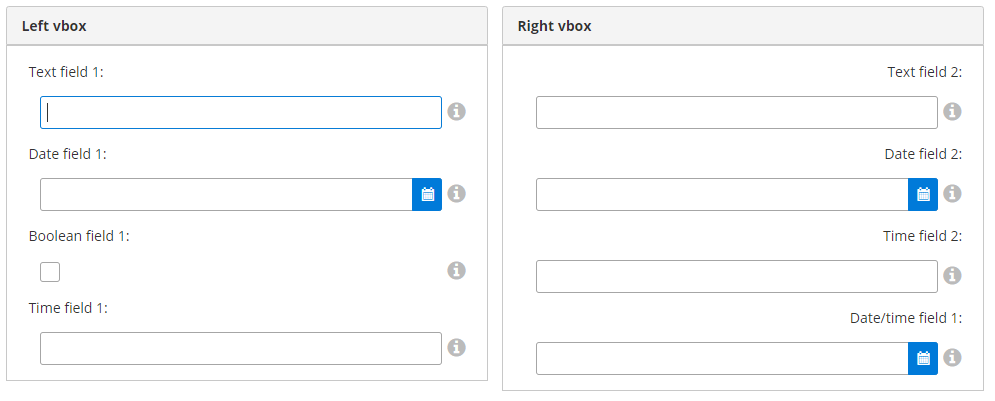 Left vbox
Text field 1:
Date field 1:
Boolean field 1:
Time field 1:
Right vbox
Text field 2:
Date field 2:
Time field 2:
Date/time field 1: